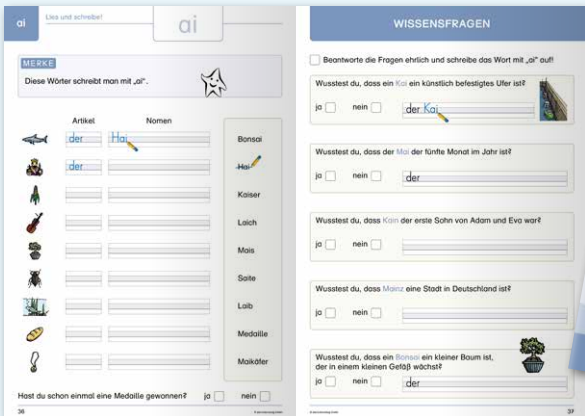 ai
Lies und schreibe!
ai
MERKE
Diese Wörter schreibt man mit „ai“.
Artikel Nomen
der Hai Bonsai
der Hai
Kaiser
Laich
Mais
Saite
Laib
Medaille
Maikäfer
Hast du schon einmal eine Medaille gewonnen? ja nein
36
WISSENSFRAGEN
Beantworte die Fragen ehrlich und schreibe das Wort mit „ai“ auf!
Wusstest du, dass ein Kai ein künstlich befestigtes Ufer ist?
ja nein der Kai
Wusstest du, dass der Mai der fünfte Monat im Jahr ist?
ja nein der
Wusstest du, dass Kain der erste Sohn von Adam und Eva war?
ja nein
Wusstest du, dass Mainz eine Stadt in Deutschland ist?
ja nein
Wusstest du, dass ein Bonsai ein kleiner Baum ist,
der in einem kleinen Gefäß wächst?
ja nein der
37